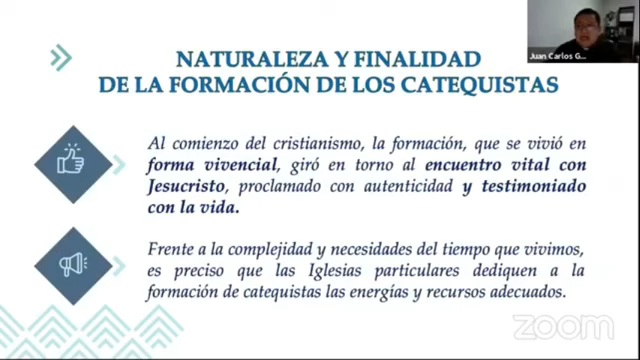 Juan Carlos G...
NATURALEZA Y FINALIDAD
DE LA FORMACIÓN DE LOS CATEQUISTAS
Al comienzo del cristianismo, la formación, que se vivió en
forma vivencial, giró en torno al encuentro vital con
Jesucristo, proclamado con autenticidad y testimoniado
con la vida.
Frente a la complejidad y necesidades del tiempo que vivimos,
es preciso que las Iglesias particulares dediquen a la
formación de catequistas las energías y recursos adecuados.
zoom